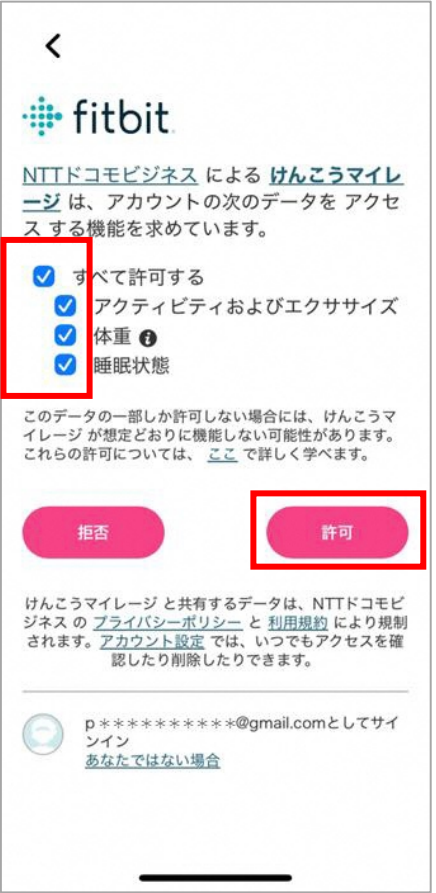 fitbit
NTTドコモビジネス による けんこうマイレ
ージ は、アカウントの次のデータを アクセ
ス する機能を求めています。
すべて許可する
アクティビティおよびエクササイズ
体重
睡眠状態
このデータの一部しか許可しない場合には、けんこうマ
イレージ が想定どおりに機能しない可能性があります。
これらの許可については、 ここ で詳しく学べます。
拒否
許可
けんこうマイレージ と共有するデータは、NTTドコモビ
ジネス の プライバシーポリシー と 利用規約 により規制
されます。アカウント設定 では、いつでもアクセスを確
認したり削除したりできます。
p＊＊＊＊＊＊＊＊＊＊@gmail.comとしてサイ
ンイン
あなたではない場合